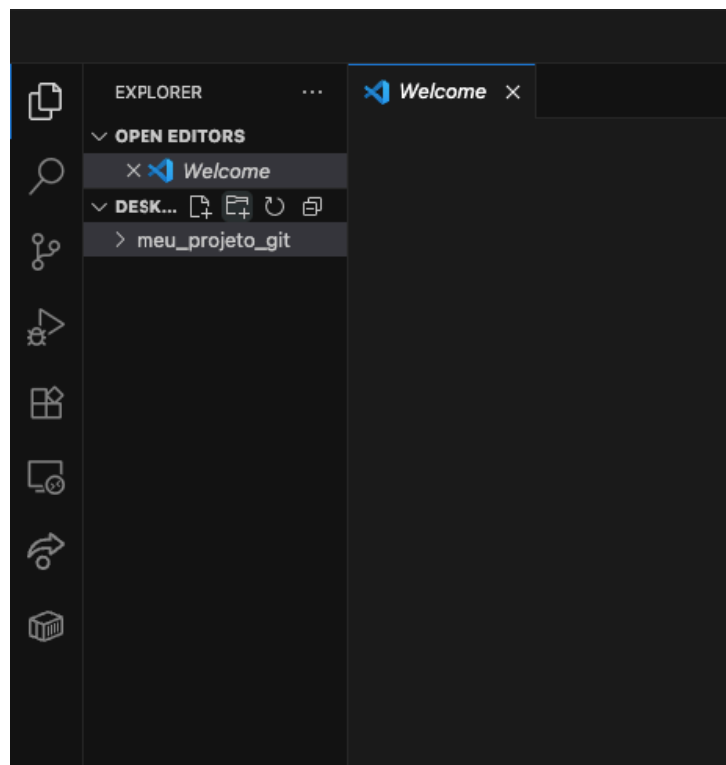 EXPLORER ...
Welcome
OPEN EDITORS
Welcome
DESK...
meu_projeto_git